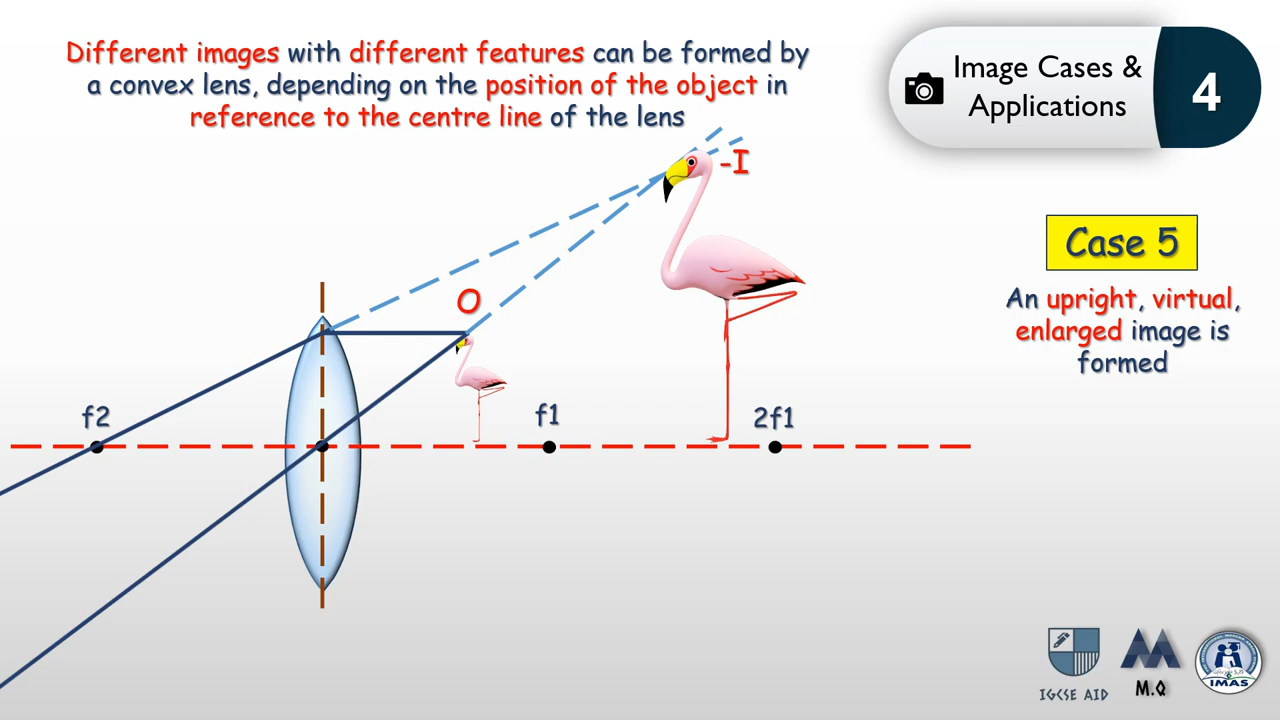 Different images with different features can be formed by
a convex lens, depending on the position of the object in
reference to the centre line of the lens
Image Cases &
Applications
4
-I
Case 5
An upright, virtual,
enlarged image is
formed
O
f2
f1
2f1
IGCSE AID
M.Q
IMAS